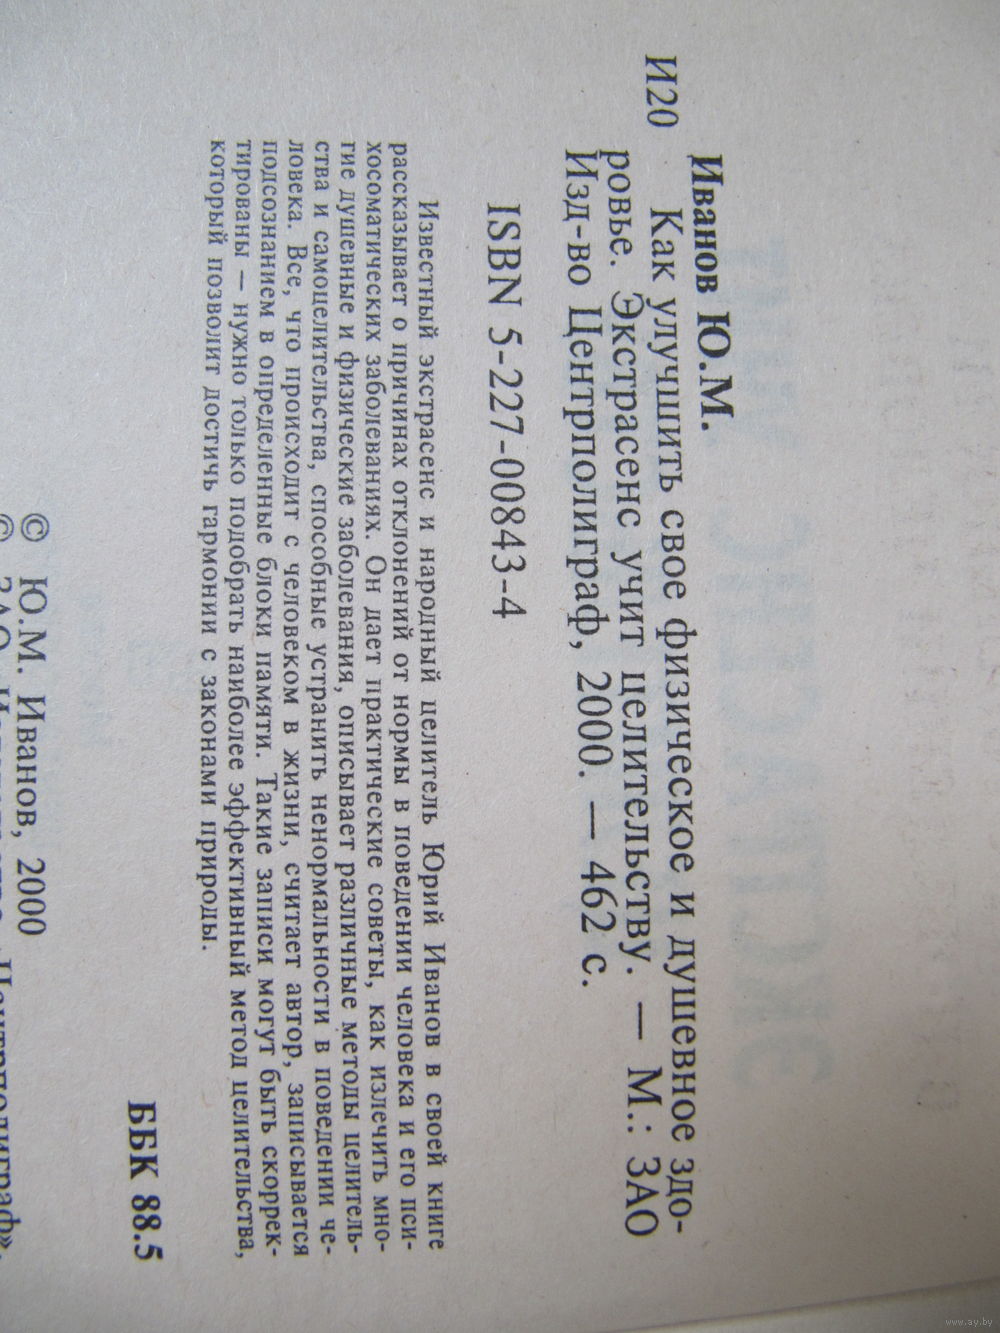 Иванов Ю.М.
И20
Как улучшить свое физическое и душевное здо-
ровье. Экстрасенс учит целительству. — М.: ЗАО
Изд-во Центрполиграф, 2000. — 462 с.
ISBN 5-227-00843-4
Известный экстрасенс и народный целитель Юрий Иванов в своей книге
рассказывает о причинах отклонений от нормы в поведении человека и его пси-
хосоматических заболеваниях. Он дает практические советы, как излечить мно-
гие душевные и физические заболевания, описывает различные методы целитель-
ства и самоцелительства, способные устранить ненормальности в поведении че-
ловека. Все, что происходит с человеком в жизни, считает автор, записывается
подсознанием в определенные блоки памяти. Такие записи могут быть скоррек-
тированы — нужно только подобрать наиболее эффективный метод целительства,
который позволит достичь гармонии с законами природы.
ББК 88.5
© Ю.М. Иванов, 2000
© ЗАО «Центрполиграф»,
www.ay.by